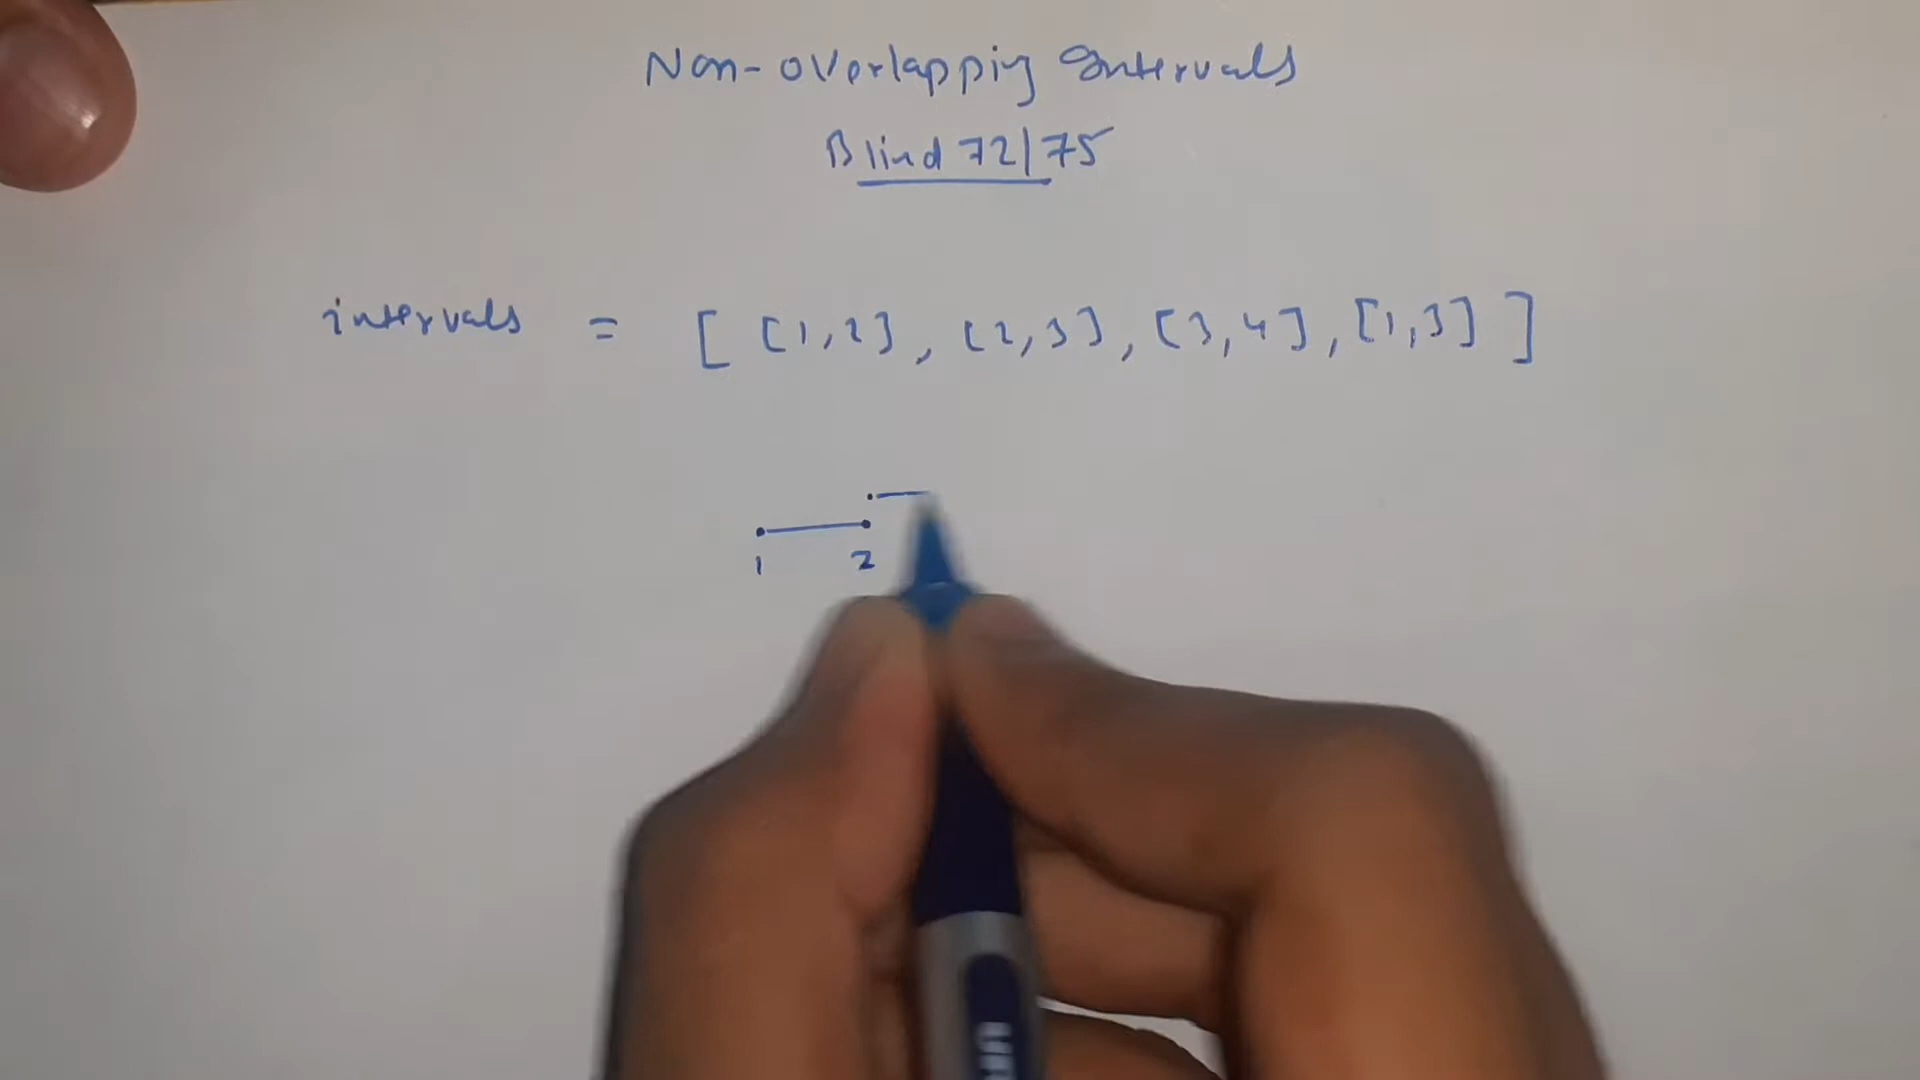 Non-overlapping Intervals
Blind 72/75
intervals = [ [1,2], [2,3], [3,4], [1,3] ]
1 2